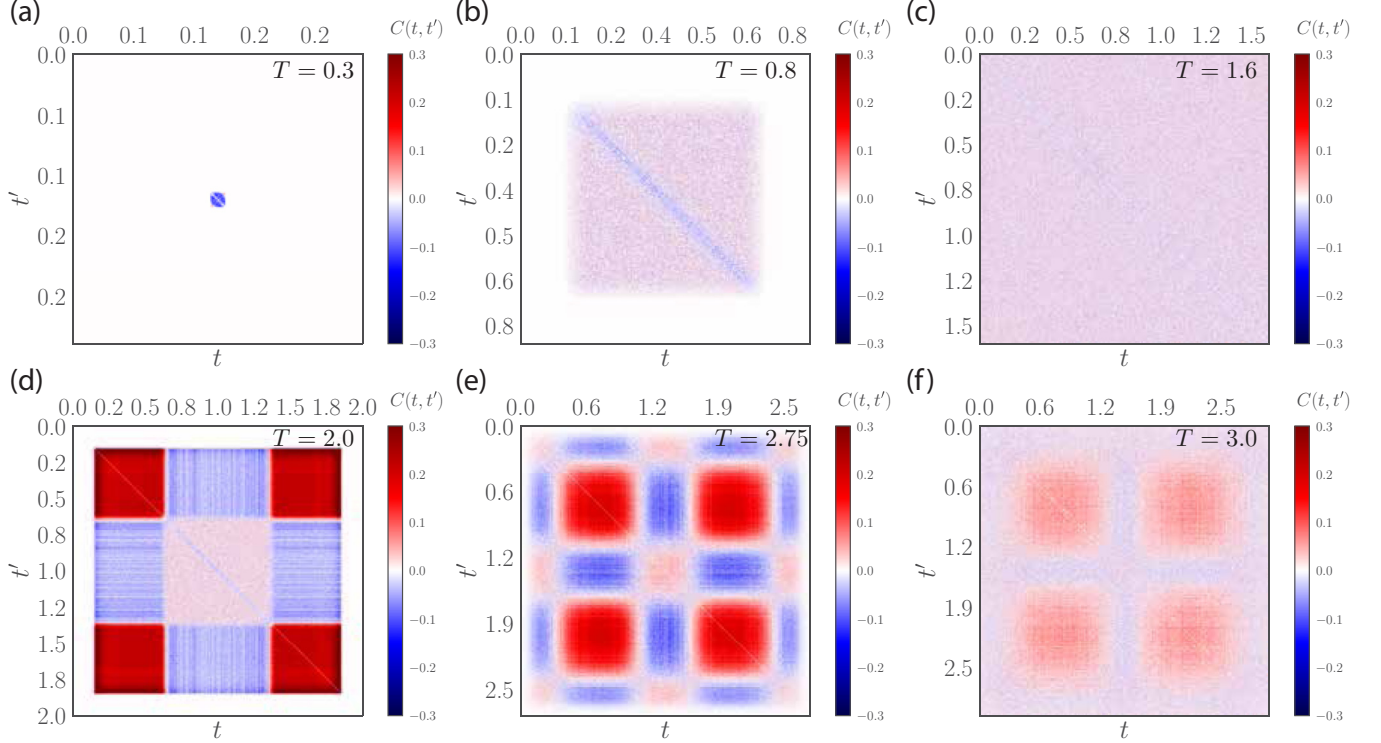 (a)
(b)
(c)
C(t, t′)
C(t, t′)
C(t, t′)
0.0 0.1 0.1 0.2 0.2
0.0 0.1 0.2 0.4 0.5 0.6 0.8
0.0 0.2 0.5 0.8 1.0 1.2 1.5
T = 0.3
T = 0.8
T = 1.6
0.0
0.1
0.1
0.2
0.2
t′
t
0.3
0.2
0.1
0.0
−0.1
−0.2
−0.3
0.0
0.1
0.2
0.4
0.5
0.6
0.8
t′
t
0.3
0.2
0.1
0.0
−0.1
−0.2
−0.3
0.0
0.2
0.5
0.8
1.0
1.2
1.5
t′
t
0.3
0.2
0.1
0.0
−0.1
−0.2
−0.3
(d)
(e)
(f)
C(t, t′)
C(t, t′)
C(t, t′)
0.0 0.2 0.5 0.8 1.0 1.2 1.5 1.8 2.0
0.0 0.6 1.2 1.9 2.5
0.0 0.6 1.2 1.9 2.5
T = 2.0
T = 2.75
T = 3.0
0.0
0.2
0.5
0.8
1.0
1.2
1.5
1.8
2.0
t′
t
0.3
0.2
0.1
0.0
−0.1
−0.2
−0.3
0.0
0.6
1.2
1.9
2.5
t′
t
0.3
0.2
0.1
0.0
−0.1
−0.2
−0.3
0.0
0.6
1.2
1.9
2.5
t′
t
0.3
0.2
0.1
0.0
−0.1
−0.2
−0.3